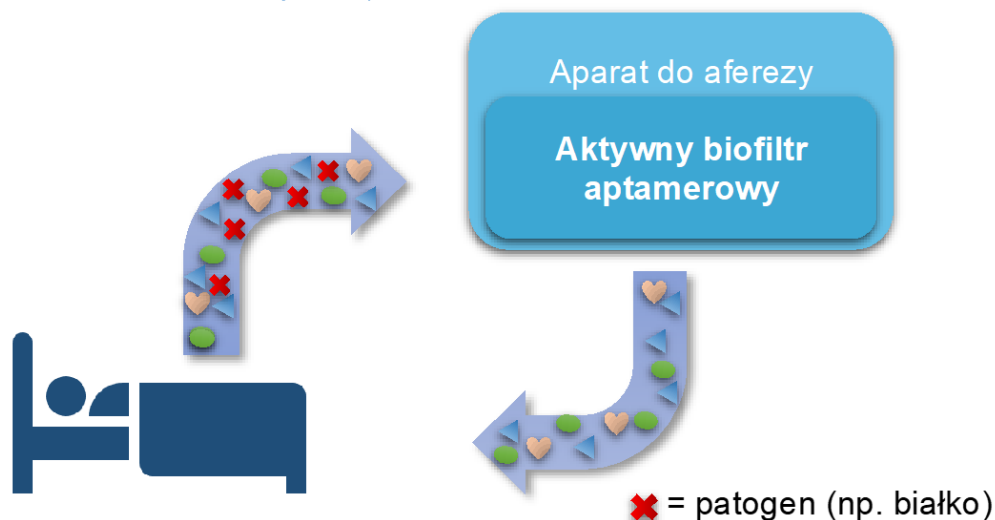 Aparat do aferezy
Aktywny biofiltr
aptamerowy
= patogen (np. białko)